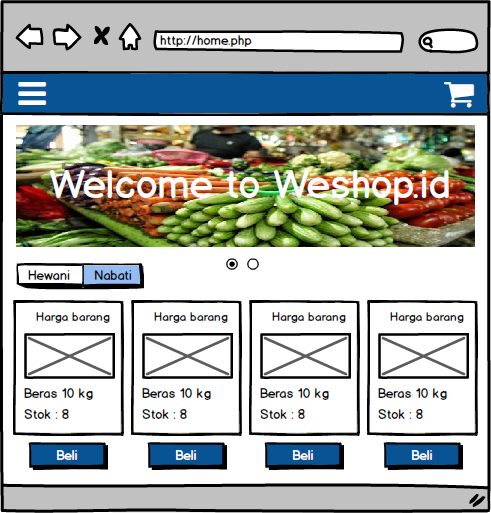 http://home.php
Welcome to Weshop.id
Hewani Nabati
Harga barang Harga barang Harga barang Harga barang
Beras 10 kg Beras 10 kg Beras 10 kg Beras 10 kg
Stok : 8 Stok : 8 Stok : 8 Stok : 8
Beli Beli Beli Beli